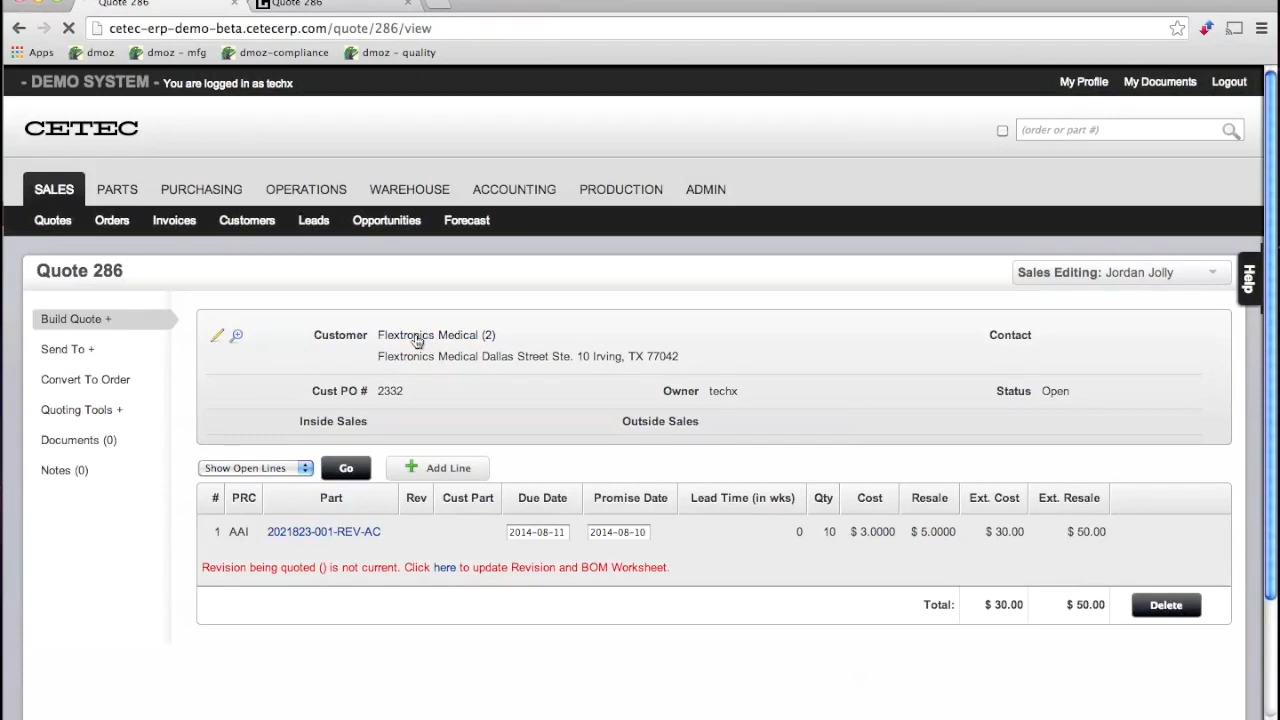 Quote 286
Quote 286
cetec-erp-demo-beta.cetecerp.com/quote/286/view
Apps dmoz dmoz - mfg dmoz-compliance dmoz - quality
- DEMO SYSTEM - You are logged in as techx
My Profile My Documents Logout
CETEC
(order or part #)
SALES PARTS PURCHASING OPERATIONS WAREHOUSE ACCOUNTING PRODUCTION ADMIN
Quotes Orders Invoices Customers Leads Opportunities Forecast
Quote 286
Sales Editing: Jordan Jolly
Help
Build Quote +
Send To +
Convert To Order
Quoting Tools +
Documents (0)
Notes (0)
Customer Flextronics Medical (2) Contact
Flextronics Medical Dallas Street Ste. 10 Irving, TX 77042
Cust PO # 2332 Owner techx Status Open
Inside Sales Outside Sales
Show Open Lines Go Add Line
# PRC Part Rev Cust Part Due Date Promise Date Lead Time (in wks) Qty Cost Resale Ext. Cost Ext. Resale
1 AAI 2021823-001-REV-AC 2014-08-11 2014-08-10 0 10 $ 3.0000 $ 5.0000 $ 30.00 $ 50.00
Revision being quoted () is not current. Click here to update Revision and BOM Worksheet.
Total: $ 30.00 $ 50.00 Delete